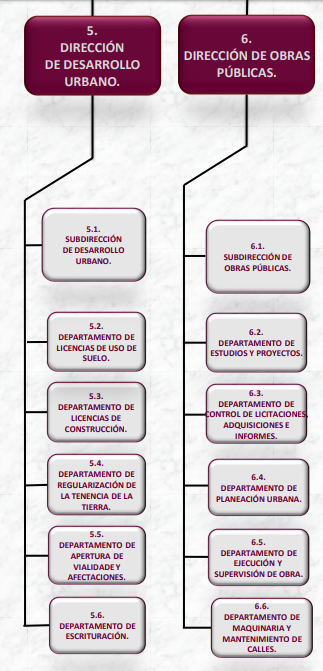 5.
DIRECCIÓN
DE DESARROLLO
URBANO.
5.1.
SUBDIRECCIÓN
DE DESARROLLO
URBANO.
5.2.
DEPARTAMENTO DE
LICENCIAS DE USO DE
SUELO.
5.3.
DEPARTAMENTO DE
LICENCIAS DE
CONSTRUCCIÓN.
5.4.
DEPARTAMENTO DE
REGULARIZACIÓN DE
LA TENENCIA DE LA
TIERRA.
5.5.
DEPARTAMENTO DE
APERTURA DE
VIALIDADE Y
AFECTACIONES.
5.6.
DEPARTAMENTO DE
ESCRITURACIÓN.
6.
DIRECCIÓN DE OBRAS
PÚBLICAS.
6.1.
SUBDIRECCIÓN DE
OBRAS PÚBLICAS.
6.2.
DEPARTAMENTO DE
ESTUDIOS Y PROYECTOS.
6.3.
DEPARTAMENTO DE
CONTROL DE LICITACIONES,
ADQUISICIONES E
INFORMES.
6.4.
DEPARTAMENTO DE
PLANEACIÓN URBANA.
6.5.
DEPARTAMENTO DE
EJECUCIÓN Y
SUPERVISIÓN DE OBRA.
6.6.
DEPARTAMENTO DE
MAQUINARIA Y
MANTENIMIENTO DE
CALLES.